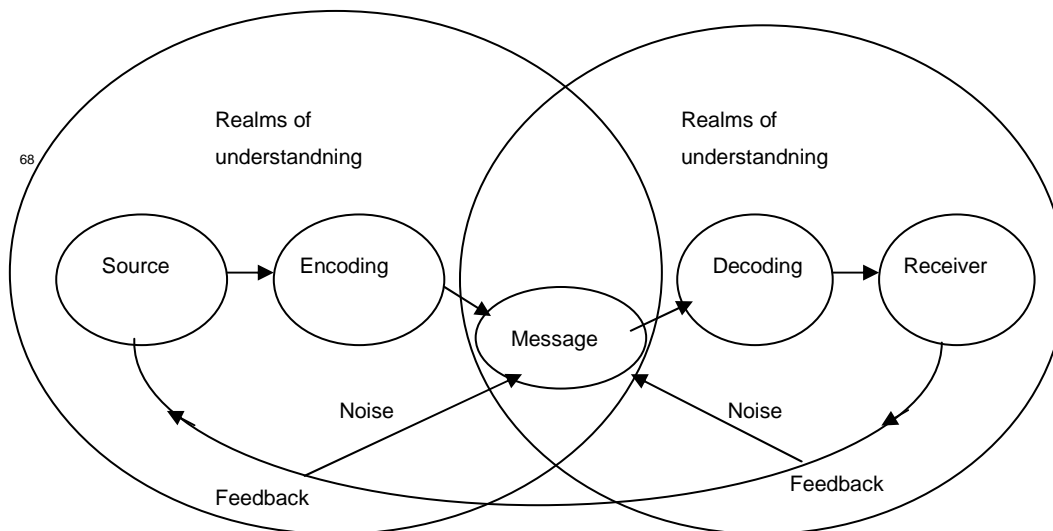 Realms of
understandning
Realms of
understandning
68
Source
Encoding
Decoding
Receiver
Message
Noise
Noise
Feedback
Feedback